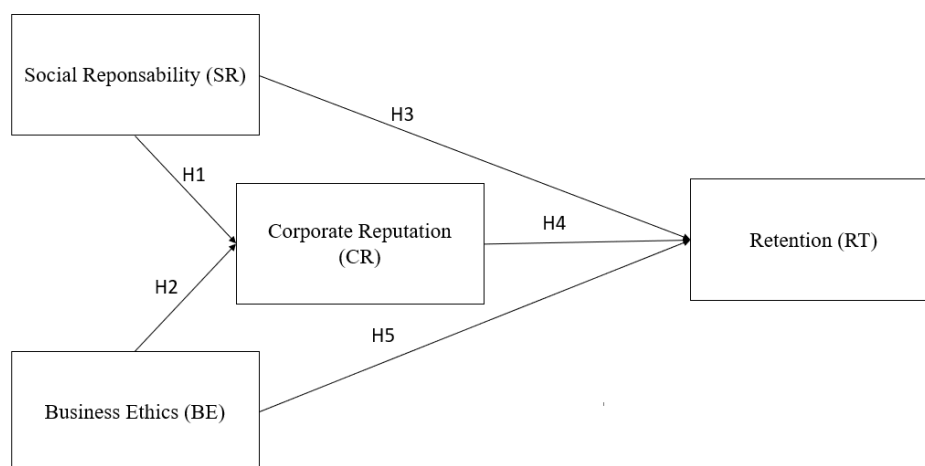 Social Reponsability (SR)
H3
H1
Corporate Reputation
(CR)
H4
Retention (RT)
H2
H5
Business Ethics (BE)